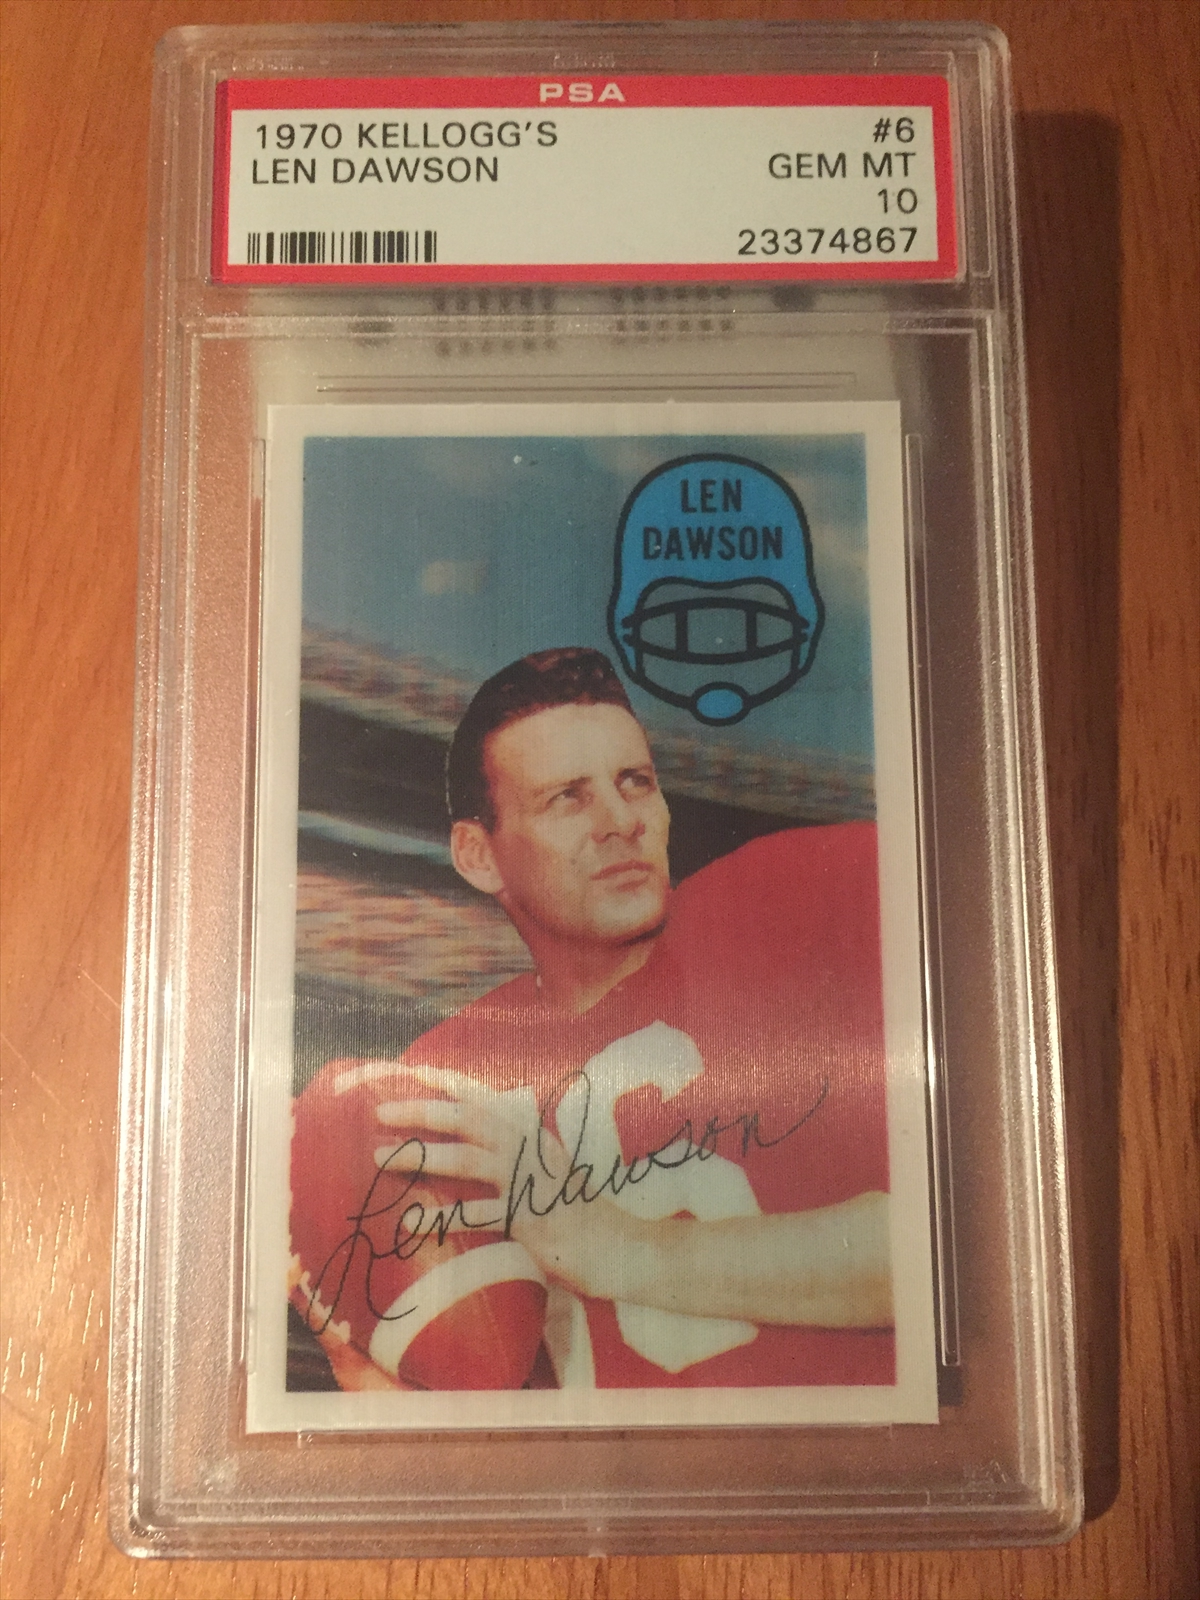 PSA
1970 KELLOGG'S #6
LEN DAWSON GEM MT
10
23374867
LEN
DAWSON
Len Dawson